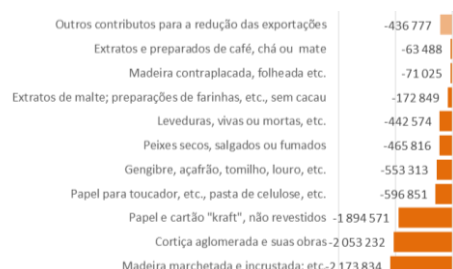 Outros contributos para a redução das exportações -436 777
Extratos e preparados de café, chá ou mate -63 488
Madeira contraplacada, folheada etc. -71 025
Extratos de malte; preparações de farinhas, etc., sem cacau -172 849
Leveduras, vivas ou mortas, etc. -442 574
Peixes secos, salgados ou fumados -465 816
Gengibre, açafrão, tomilho, louro, etc. -553 313
Papel para toucador, etc., pasta de celulose, etc. -596 851
Papel e cartão "kraft", não revestidos -1 894 571
Cortiça aglomerada e suas obras -2 053 232
Madeira marchetada e incrustada; etc. -2 173 834